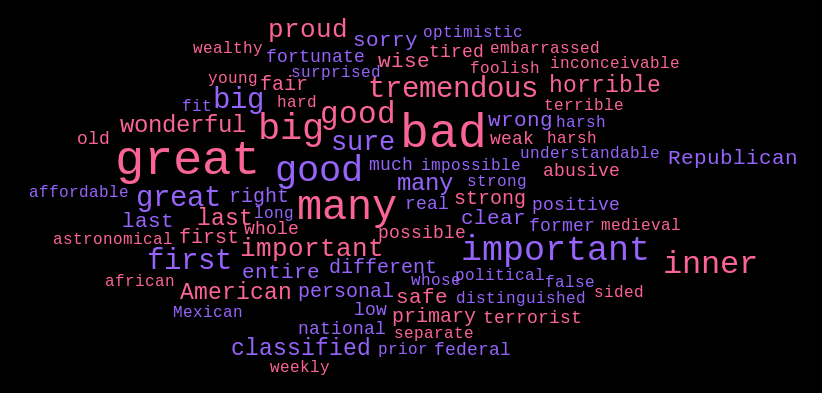 proud
sorry
optimistic
wealthy
fortunate
wise
tired
embarrassed
surprised
foolish
inconceivable
young
fair
tremendous
horrible
fit
big
hard
good
terrible
old
wonderful
big
sure
bad
wrong
harsh
weak
harsh
great
good
much
impossible
understandable
Republican
affordable
great
right
many
strong
abusive
last
last
long
many
real
strong
positive
clear
former
medieval
astronomical
first
whole
possible
first
important
important
inner
entire
different
whose
political
false
african
American
personal
safe
distinguished
sided
Mexican
low
primary
terrorist
national
separate
classified
prior
federal
weekly